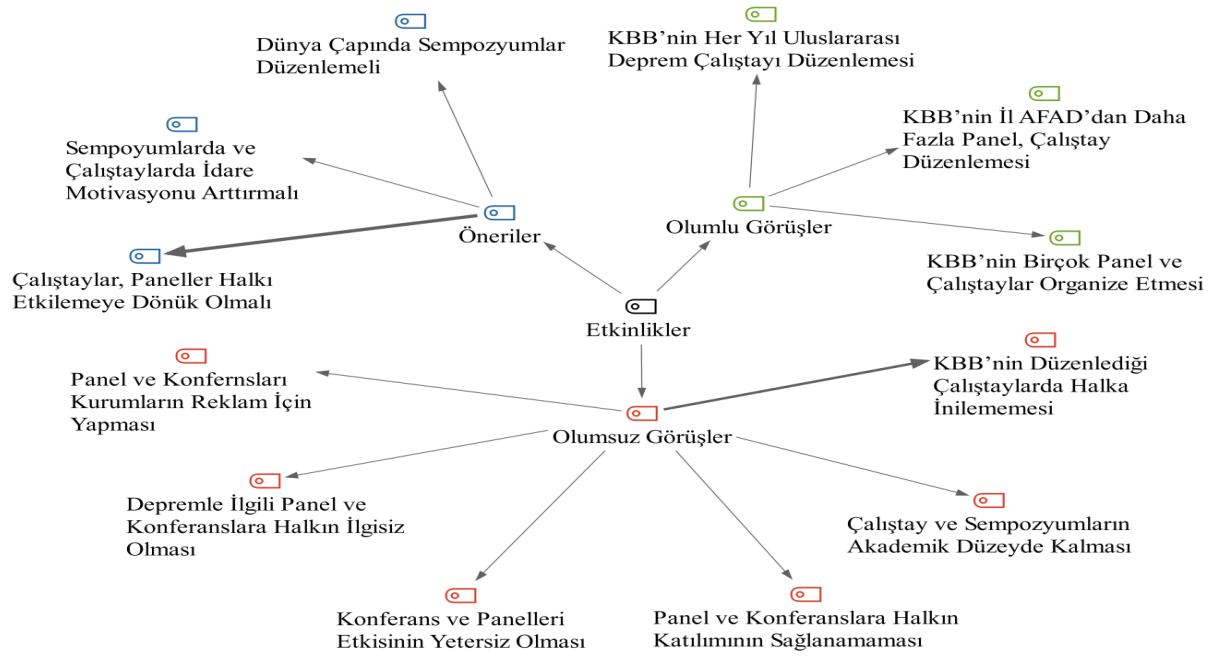 Dünya Çapında Sempozyumlar
Düzenlemeli
KBB’nin Her Yıl Uluslararası
Deprem Çalıştayı Düzenlemesi
KBB’nin İl AFAD’dan Daha
Fazla Panel, Çalıştay
Düzenlemesi
Sempoyumlarda ve
Çalıştaylarda İdare
Motivasyonu Arttırmalı
Öneriler
Olumlu Görüşler
Çalıştaylar, Paneller Halkı
Etkilemeye Dönük Olmalı
KBB’nin Birçok Panel ve
Çalıştaylar Organize Etmesi
Etkinlikler
Panel ve Konfernsları
Kurumların Reklam İçin
Yapması
KBB’nin Düzenlediği
Çalıştaylarda Halka
İnilememesi
Olumsuz Görüşler
Depremle İlgili Panel ve
Konferanslara Halkın İlgisiz
Olması
Çalıştay ve Sempozyumların
Akademik Düzeyde Kalması
Konferans ve Panelleri
Etkisinin Yetersiz Olması
Panel ve Konferanslara Halkın
Katılımının Sağlanamaması